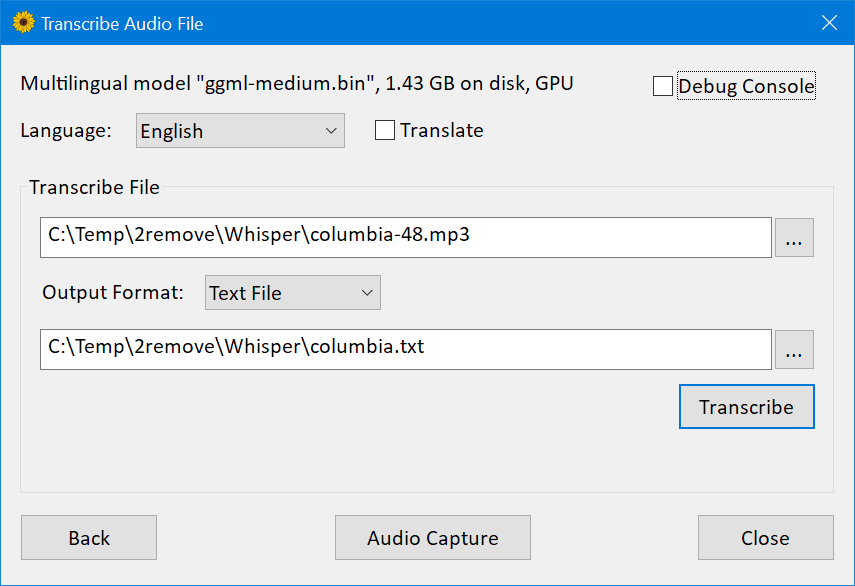 Transcribe Audio File
Multilingual model "ggml-medium.bin", 1.43 GB on disk, GPU
Debug Console
Language: English Translate
Transcribe File
C:\Temp\2remove\Whisper\columbia-48.mp3 ...
Output Format: Text File
C:\Temp\2remove\Whisper\columbia.txt ...
Transcribe
Back Audio Capture Close